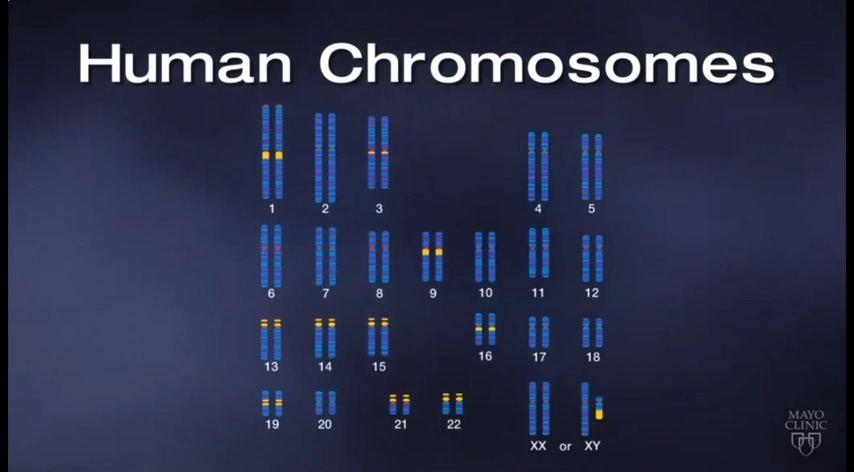 Human Chromosomes
1 2 3 4 5
6 7 8 9 10 11 12
13 14 15 16 17 18
19 20 21 22
XX or XY
MAYO
CLINIC